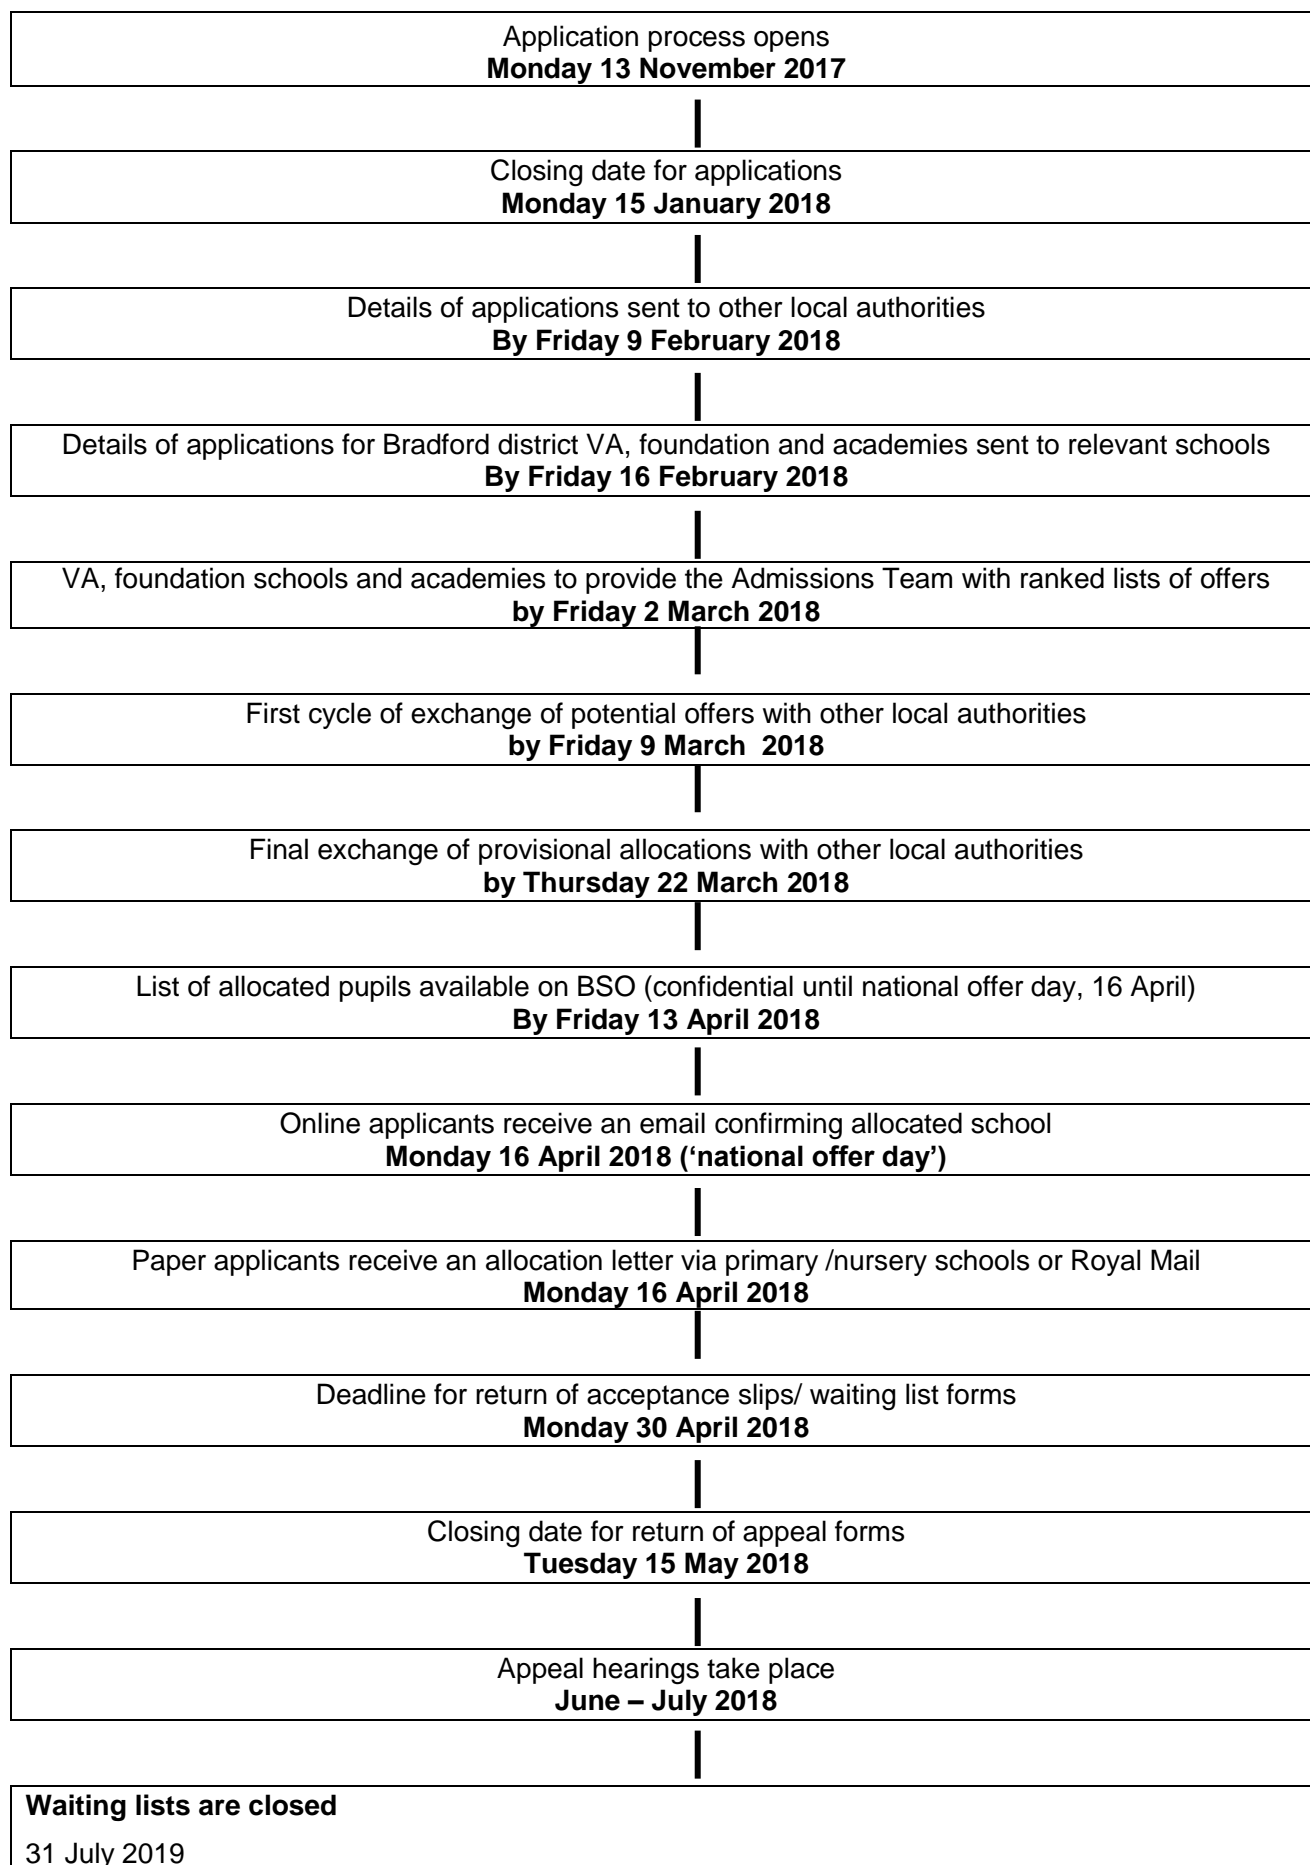 Application process opens
Monday 13 November 2017
Closing date for applications
Monday 15 January 2018
Details of applications sent to other local authorities
By Friday 9 February 2018
Details of applications for Bradford district VA, foundation and academies sent to relevant schools
By Friday 16 February 2018
VA, foundation schools and academies to provide the Admissions Team with ranked lists of offers
by Friday 2 March 2018
First cycle of exchange of potential offers with other local authorities
by Friday 9 March  2018
Final exchange of provisional allocations with other local authorities
by Thursday 22 March 2018
List of allocated pupils available on BSO (confidential until national offer day, 16 April)
By Friday 13 April 2018
Online applicants receive an email confirming allocated school
Monday 16 April 2018 (‘national offer day’)
Paper applicants receive an allocation letter via primary /nursery schools or Royal Mail
Monday 16 April 2018
Deadline for return of acceptance slips/ waiting list forms
Monday 30 April 2018
Closing date for return of appeal forms
Tuesday 15 May 2018
Appeal hearings take place
June – July 2018
Waiting lists are closed
31 July 2019